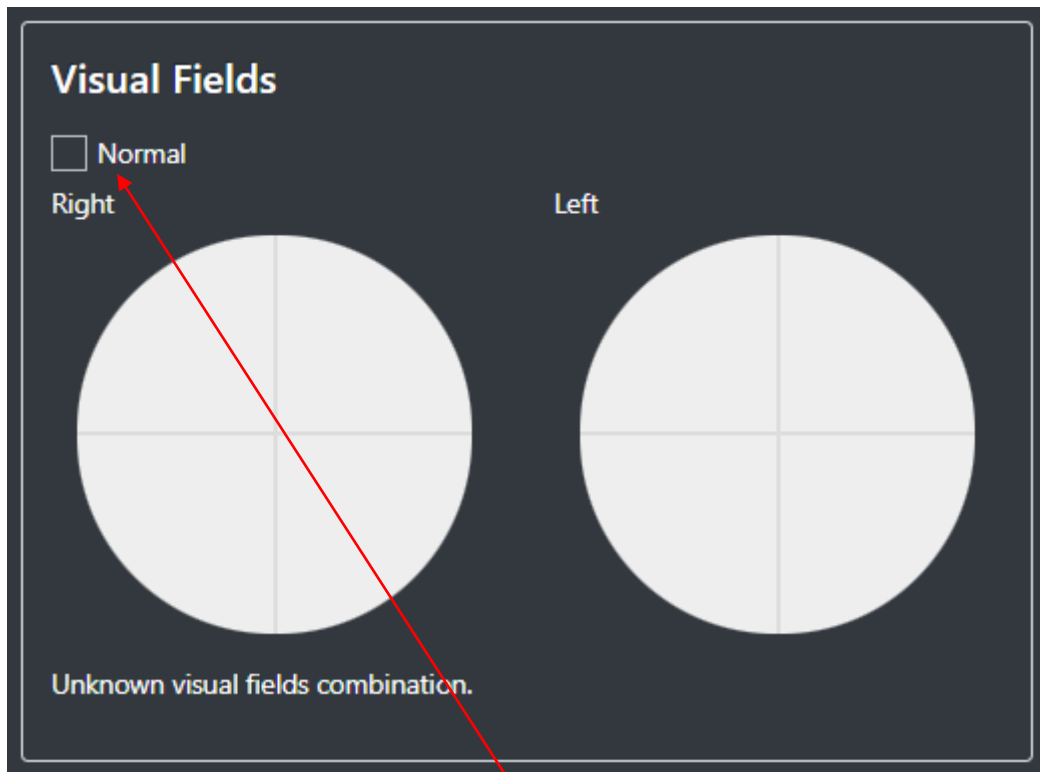 Visual Fields
Normal
Right Left
Unknown visual fields combination.